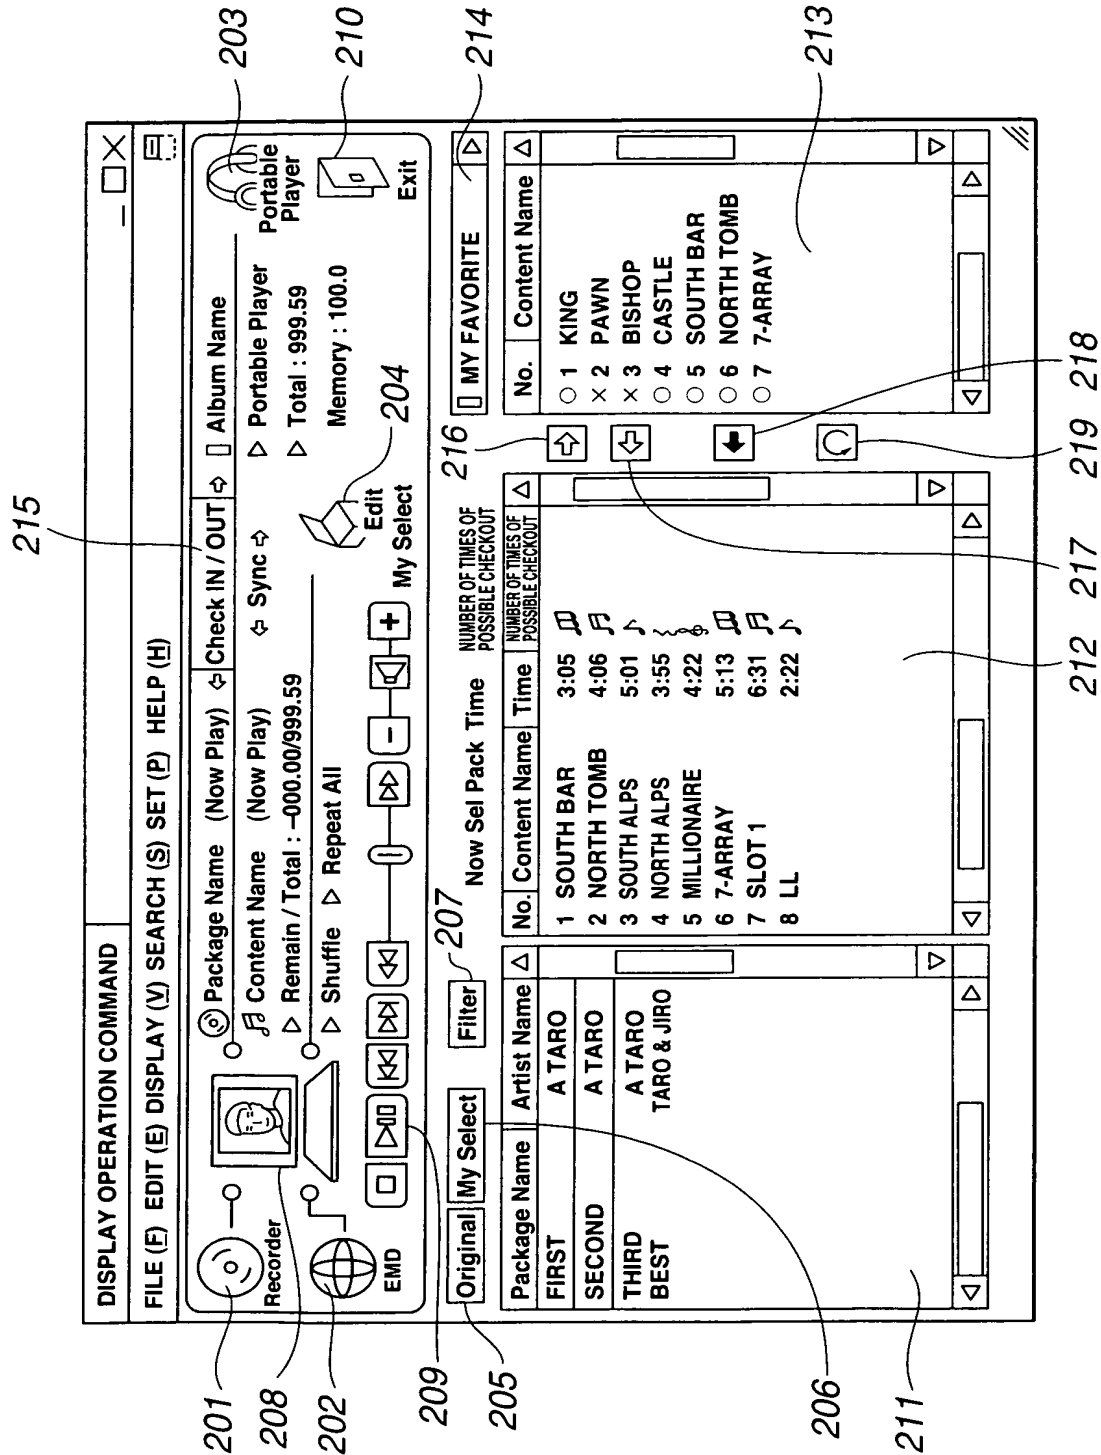 215
DISPLAY OPERATION COMMAND
FILE (F) EDIT (E) DISPLAY (V) SEARCH (S) SET (P) HELP (H)
Recorder
EMD
Package Name (Now Play)
Check IN / OUT
Album Name
Content Name (Now Play)
Sync
Portable Player
Remain / Total : –000.00/999.59
Total : 999.59
Memory : 100.0
Shuffle
Repeat All
Edit
My Select
Portable
Player
Exit
Original
My Select
Filter
Now Sel Pack Time
NUMBER OF TIMES OF
POSSIBLE CHECKOUT
MY FAVORITE
Package Name Artist Name
FIRST A TARO
SECOND A TARO
THIRD A TARO
BEST TARO & JIRO
No. Content Name Time NUMBER OF TIMES OF
POSSIBLE CHECKOUT
1 SOUTH BAR 3:05
2 NORTH TOMB 4:06
3 SOUTH ALPS 5:01
4 NORTH ALPS 3:55
5 MILLIONAIRE 4:22
6 7-ARRAY 5:13
7 SLOT 1 6:31
8 LL 2:22
No. Content Name
○ 1 KING
× 2 PAWN
× 3 BISHOP
○ 4 CASTLE
○ 5 SOUTH BAR
○ 6 NORTH TOMB
○ 7 7-ARRAY
201
208
202
209
205
206
211
207
204
216
212
217
218
219
203
210
214
213